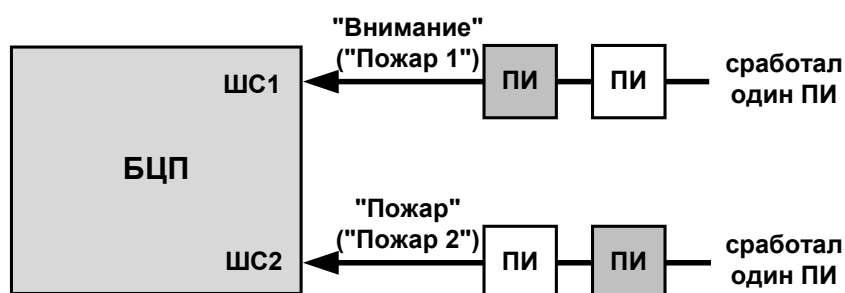 "Внимание"
("Пожар 1")
ШС1
ПИ
ПИ
сработал
один ПИ
БЦП
"Пожар"
("Пожар 2")
ШС2
ПИ
ПИ
сработал
один ПИ